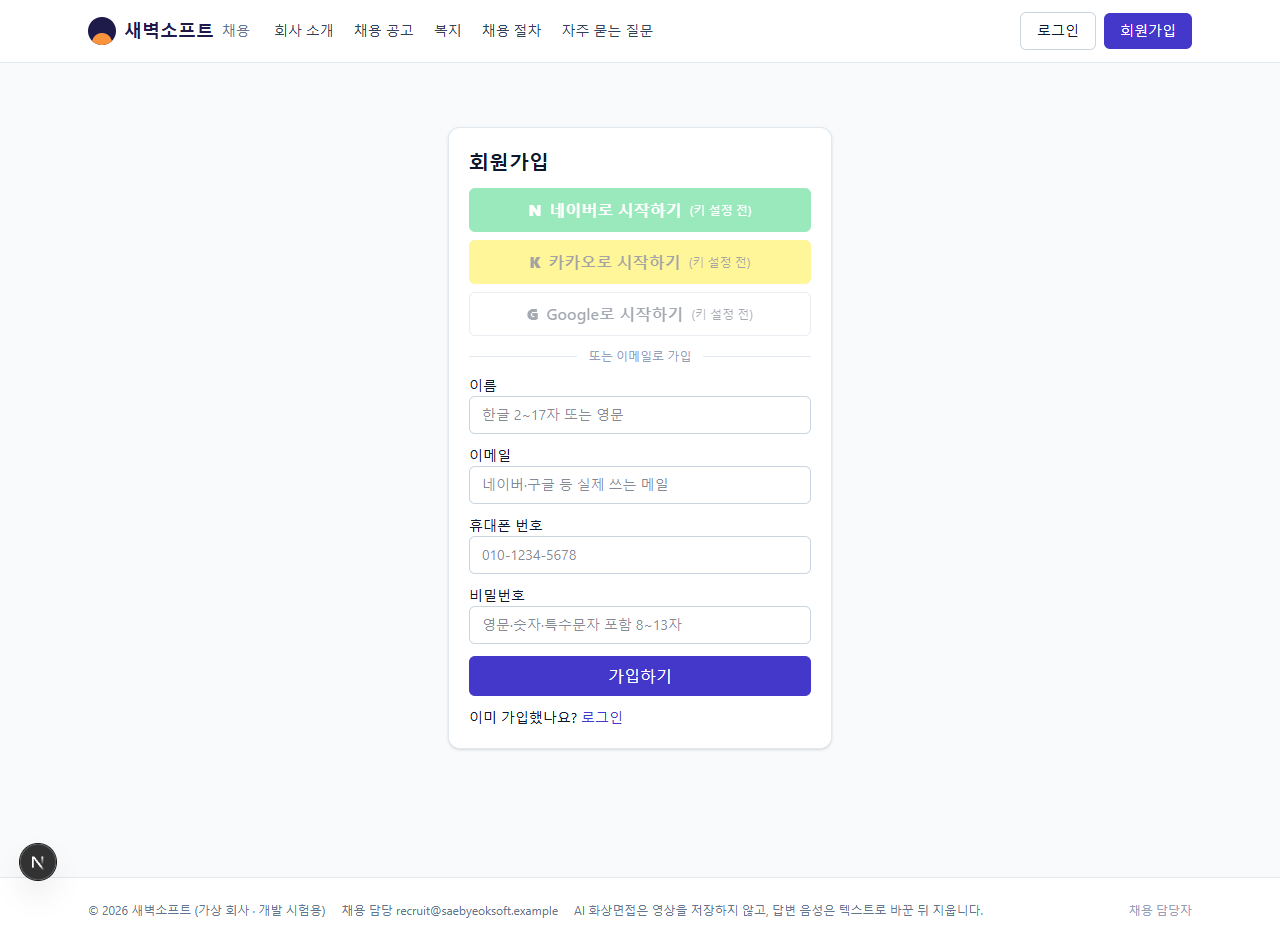 새벽소프트 채용 회사 소개 채용 공고 복지 채용 절차 자주 묻는 질문 로그인 회원가입
회원가입
N 네이버로 시작하기 (키 설정 전)
K 카카오로 시작하기 (키 설정 전)
G Google로 시작하기 (키 설정 전)
또는 이메일로 가입
이름
한글 2~17자 또는 영문
이메일
네이버·구글 등 실제 쓰는 메일
휴대폰 번호
010-1234-5678
비밀번호
영문·숫자·특수문자 포함 8~13자
가입하기
이미 가입했나요? 로그인
N
© 2026 새벽소프트 (가상 회사 · 개발 시험용) 채용 담당 recruit@saebyeoksoft.example AI 화상면접은 영상을 저장하지 않고, 답변 음성은 텍스트로 바꾼 뒤 지웁니다. 채용 담당자